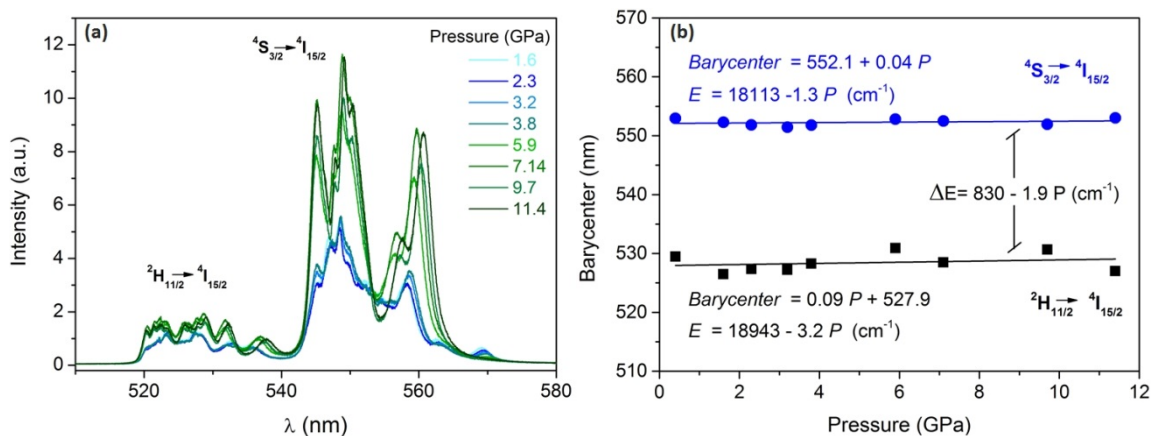 (a)
⁴S₃/₂→⁴I₁₅/₂
Pressure (GPa)
1.6
2.3
3.2
3.8
5.9
7.14
9.7
11.4
²H₁₁/₂→⁴I₁₅/₂
Intensity (a.u.)
12
10
8
6
4
2
0
520
540
560
580
λ (nm)
(b)
Barycenter = 552.1 + 0.04 P
E = 18113 -1.3 P (cm⁻¹)
⁴S₃/₂→ ⁴I₁₅/₂
ΔE= 830 - 1.9 P (cm⁻¹)
Barycenter = 0.09 P + 527.9
E = 18943 - 3.2 P (cm⁻¹)
²H₁₁/₂→ ⁴I₁₅/₂
Barycenter (nm)
570
560
550
540
530
520
510
0
2
4
6
8
10
12
Pressure (GPa)